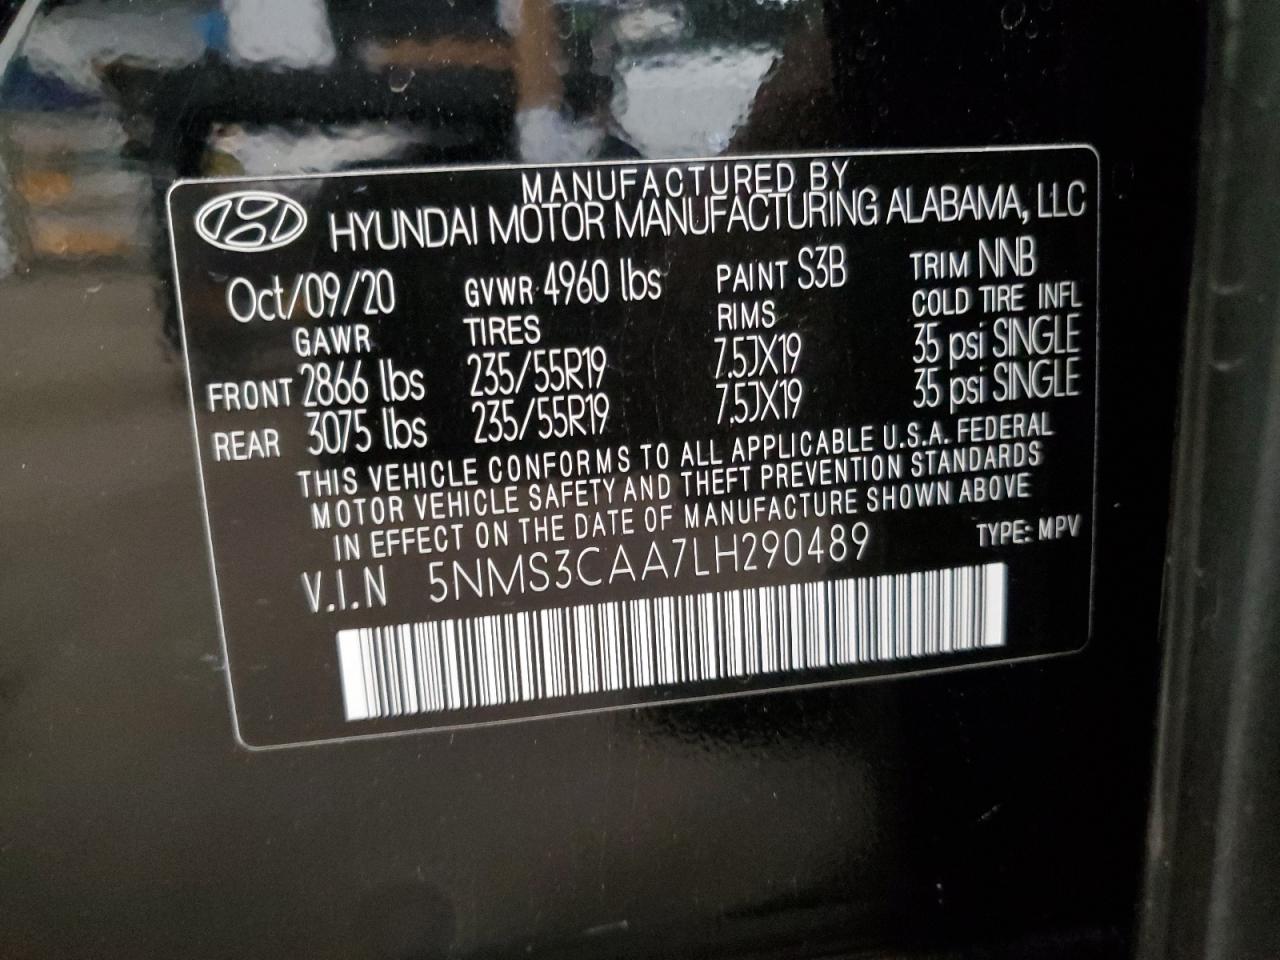 MANUFACTURED BY
HYUNDAI MOTOR MANUFACTURING ALABAMA, LLC
Oct/09/20 GVWR 4960 lbs PAINT S3B TRIM NNB
GAWR TIRES RIMS COLD TIRE INFL
FRONT 2866 lbs 235/55R19 7.5JX19 35 psi SINGLE
REAR 3075 lbs 235/55R19 7.5JX19 35 psi SINGLE
THIS VEHICLE CONFORMS TO ALL APPLICABLE U.S.A. FEDERAL
MOTOR VEHICLE SAFETY AND THEFT PREVENTION STANDARDS
IN EFFECT ON THE DATE OF MANUFACTURE SHOWN ABOVE
V.I.N 5NMS3CAA7LH290489 TYPE: MPV